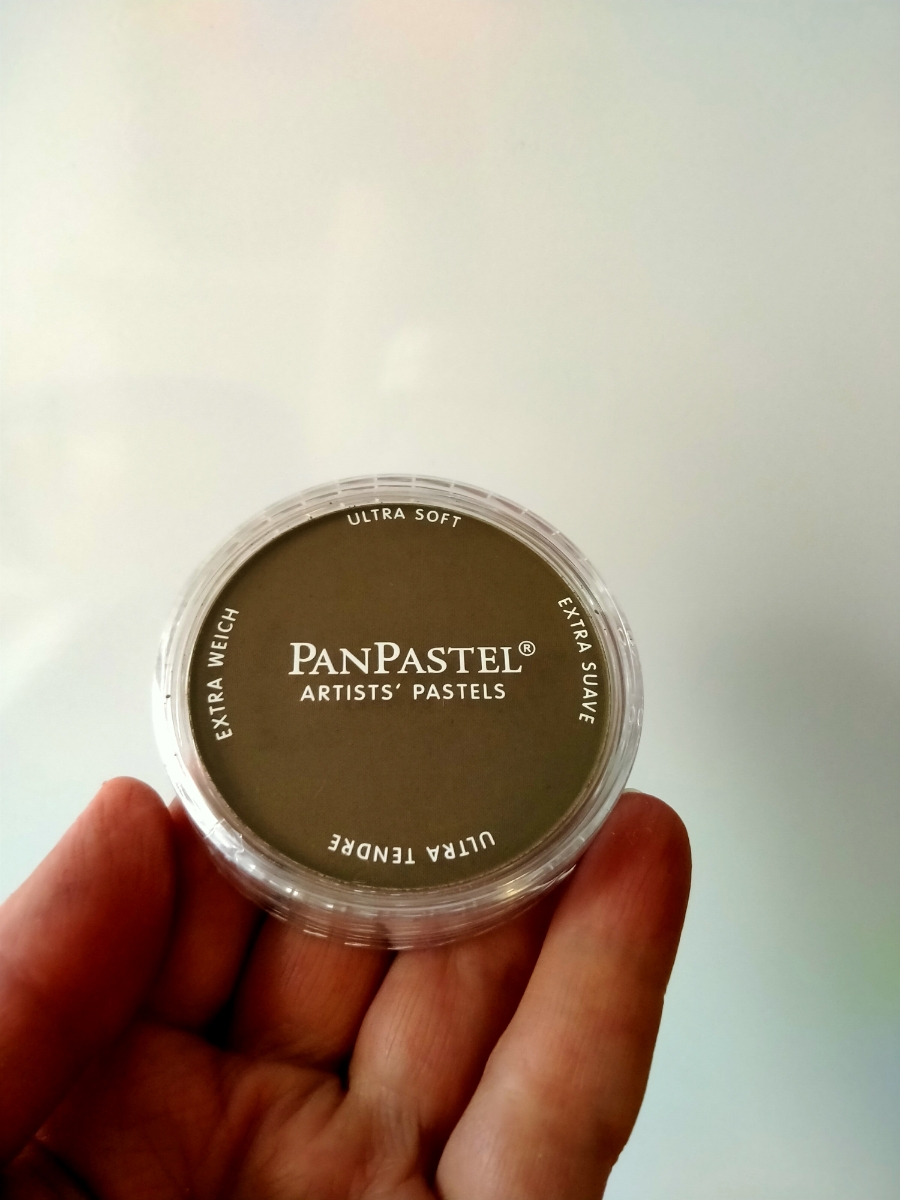 ULTRA SOFT
EXTRA WEICH
EXTRA SUAVE
PANPASTEL®
ARTISTS' PASTELS
ULTRA TENDRE